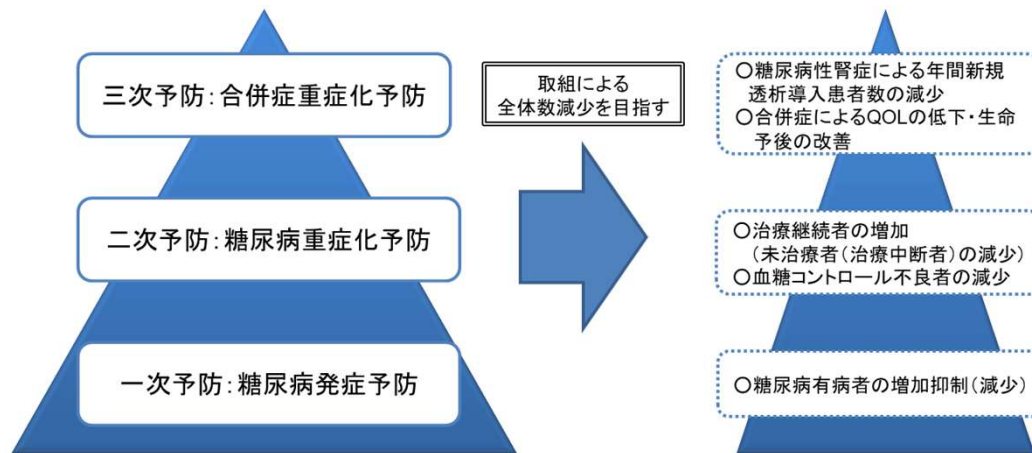 三次予防：合併症重症化予防
二次予防：糖尿病重症化予防
一次予防：糖尿病発症予防
取組による
全体数減少を目指す
○糖尿病性腎症による年間新規
透析導入患者数の減少
○合併症によるQOLの低下・生命
予後の改善
○治療継続者の増加
（未治療者（治療中断者）の減少）
○血糖コントロール不良者の減少
○糖尿病有病者の増加抑制（減少）